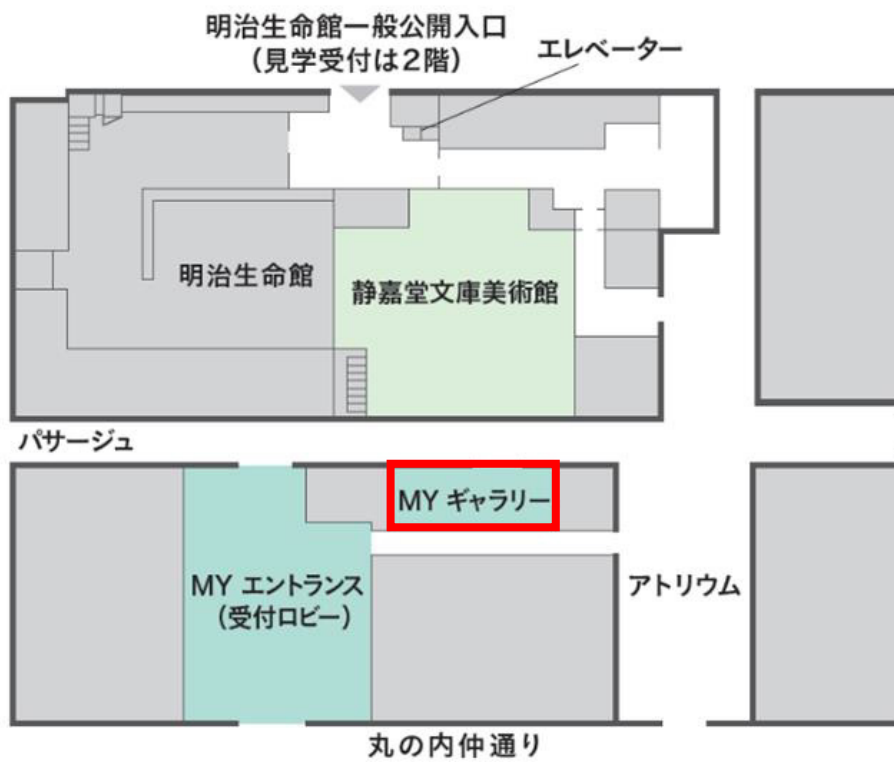 明治生命館一般公開入口
(見学受付は2階)
エレベーター
明治生命館
静嘉堂文庫美術館
パサージュ
MY ギャラリー
MY エントランス
(受付ロビー)
アトリウム
丸の内仲通り